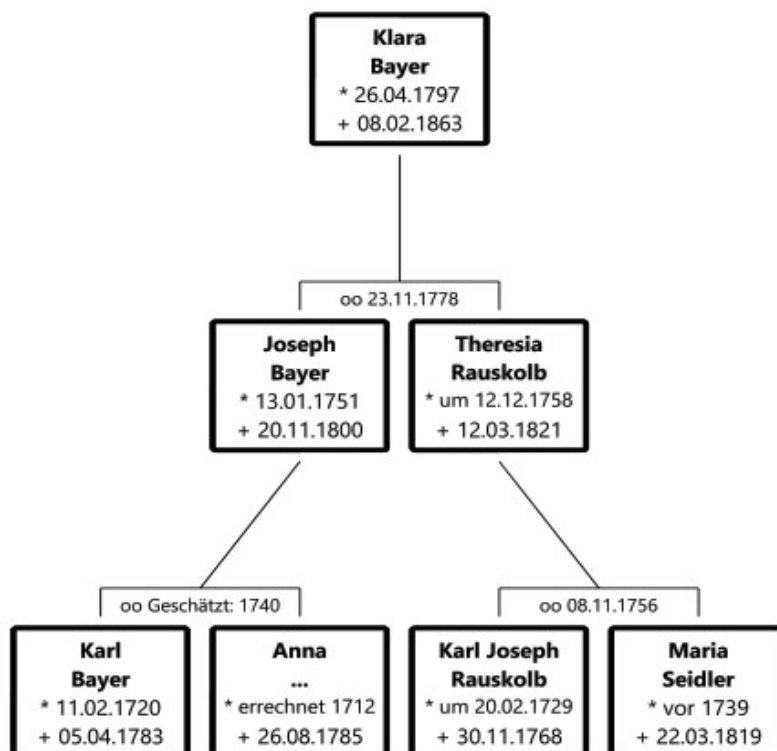 Klara
Bayer
* 26.04.1797
+ 08.02.1863
oo 23.11.1778
Joseph
Bayer
* 13.01.1751
+ 20.11.1800
Theresia
Rauskolb
* um 12.12.1758
+ 12.03.1821
oo Geschätzt: 1740
oo 08.11.1756
Karl
Bayer
* 11.02.1720
+ 05.04.1783
Anna
...
* errechnet 1712
+ 26.08.1785
Karl Joseph
Rauskolb
* um 20.02.1729
+ 30.11.1768
Maria
Seidler
* vor 1739
+ 22.03.1819